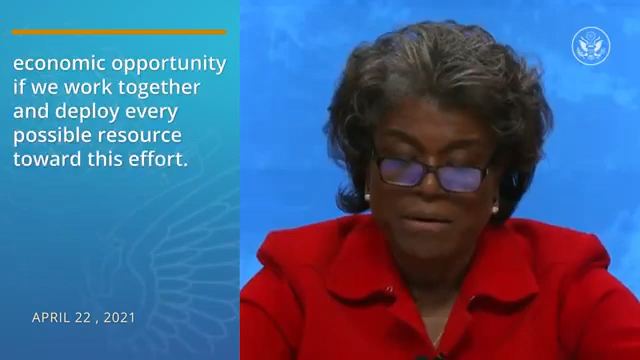 economic opportunity
if we work together
and deploy every
possible resource
toward this effort.
APRIL 22 , 2021